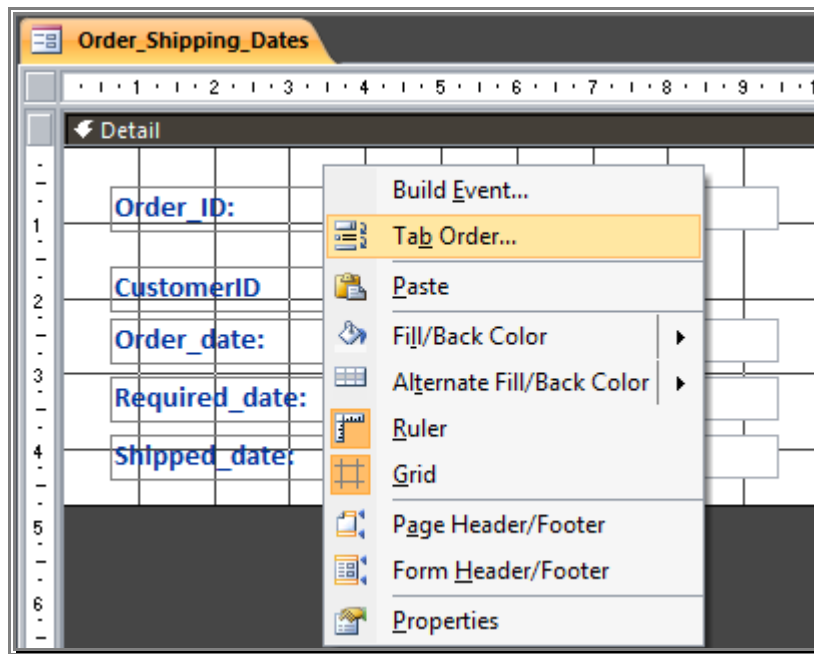 Order_Shipping_Dates
1 2 3 4 5 6 7 8 9 1
Detail
Order_ID:
CustomerID
Order_date:
Required_date:
Shipped_date:
Build Event...
Tab Order...
Paste
Fill/Back Color
Alternate Fill/Back Color
Ruler
Grid
Page Header/Footer
Form Header/Footer
Properties
1
2
3
4
5
6